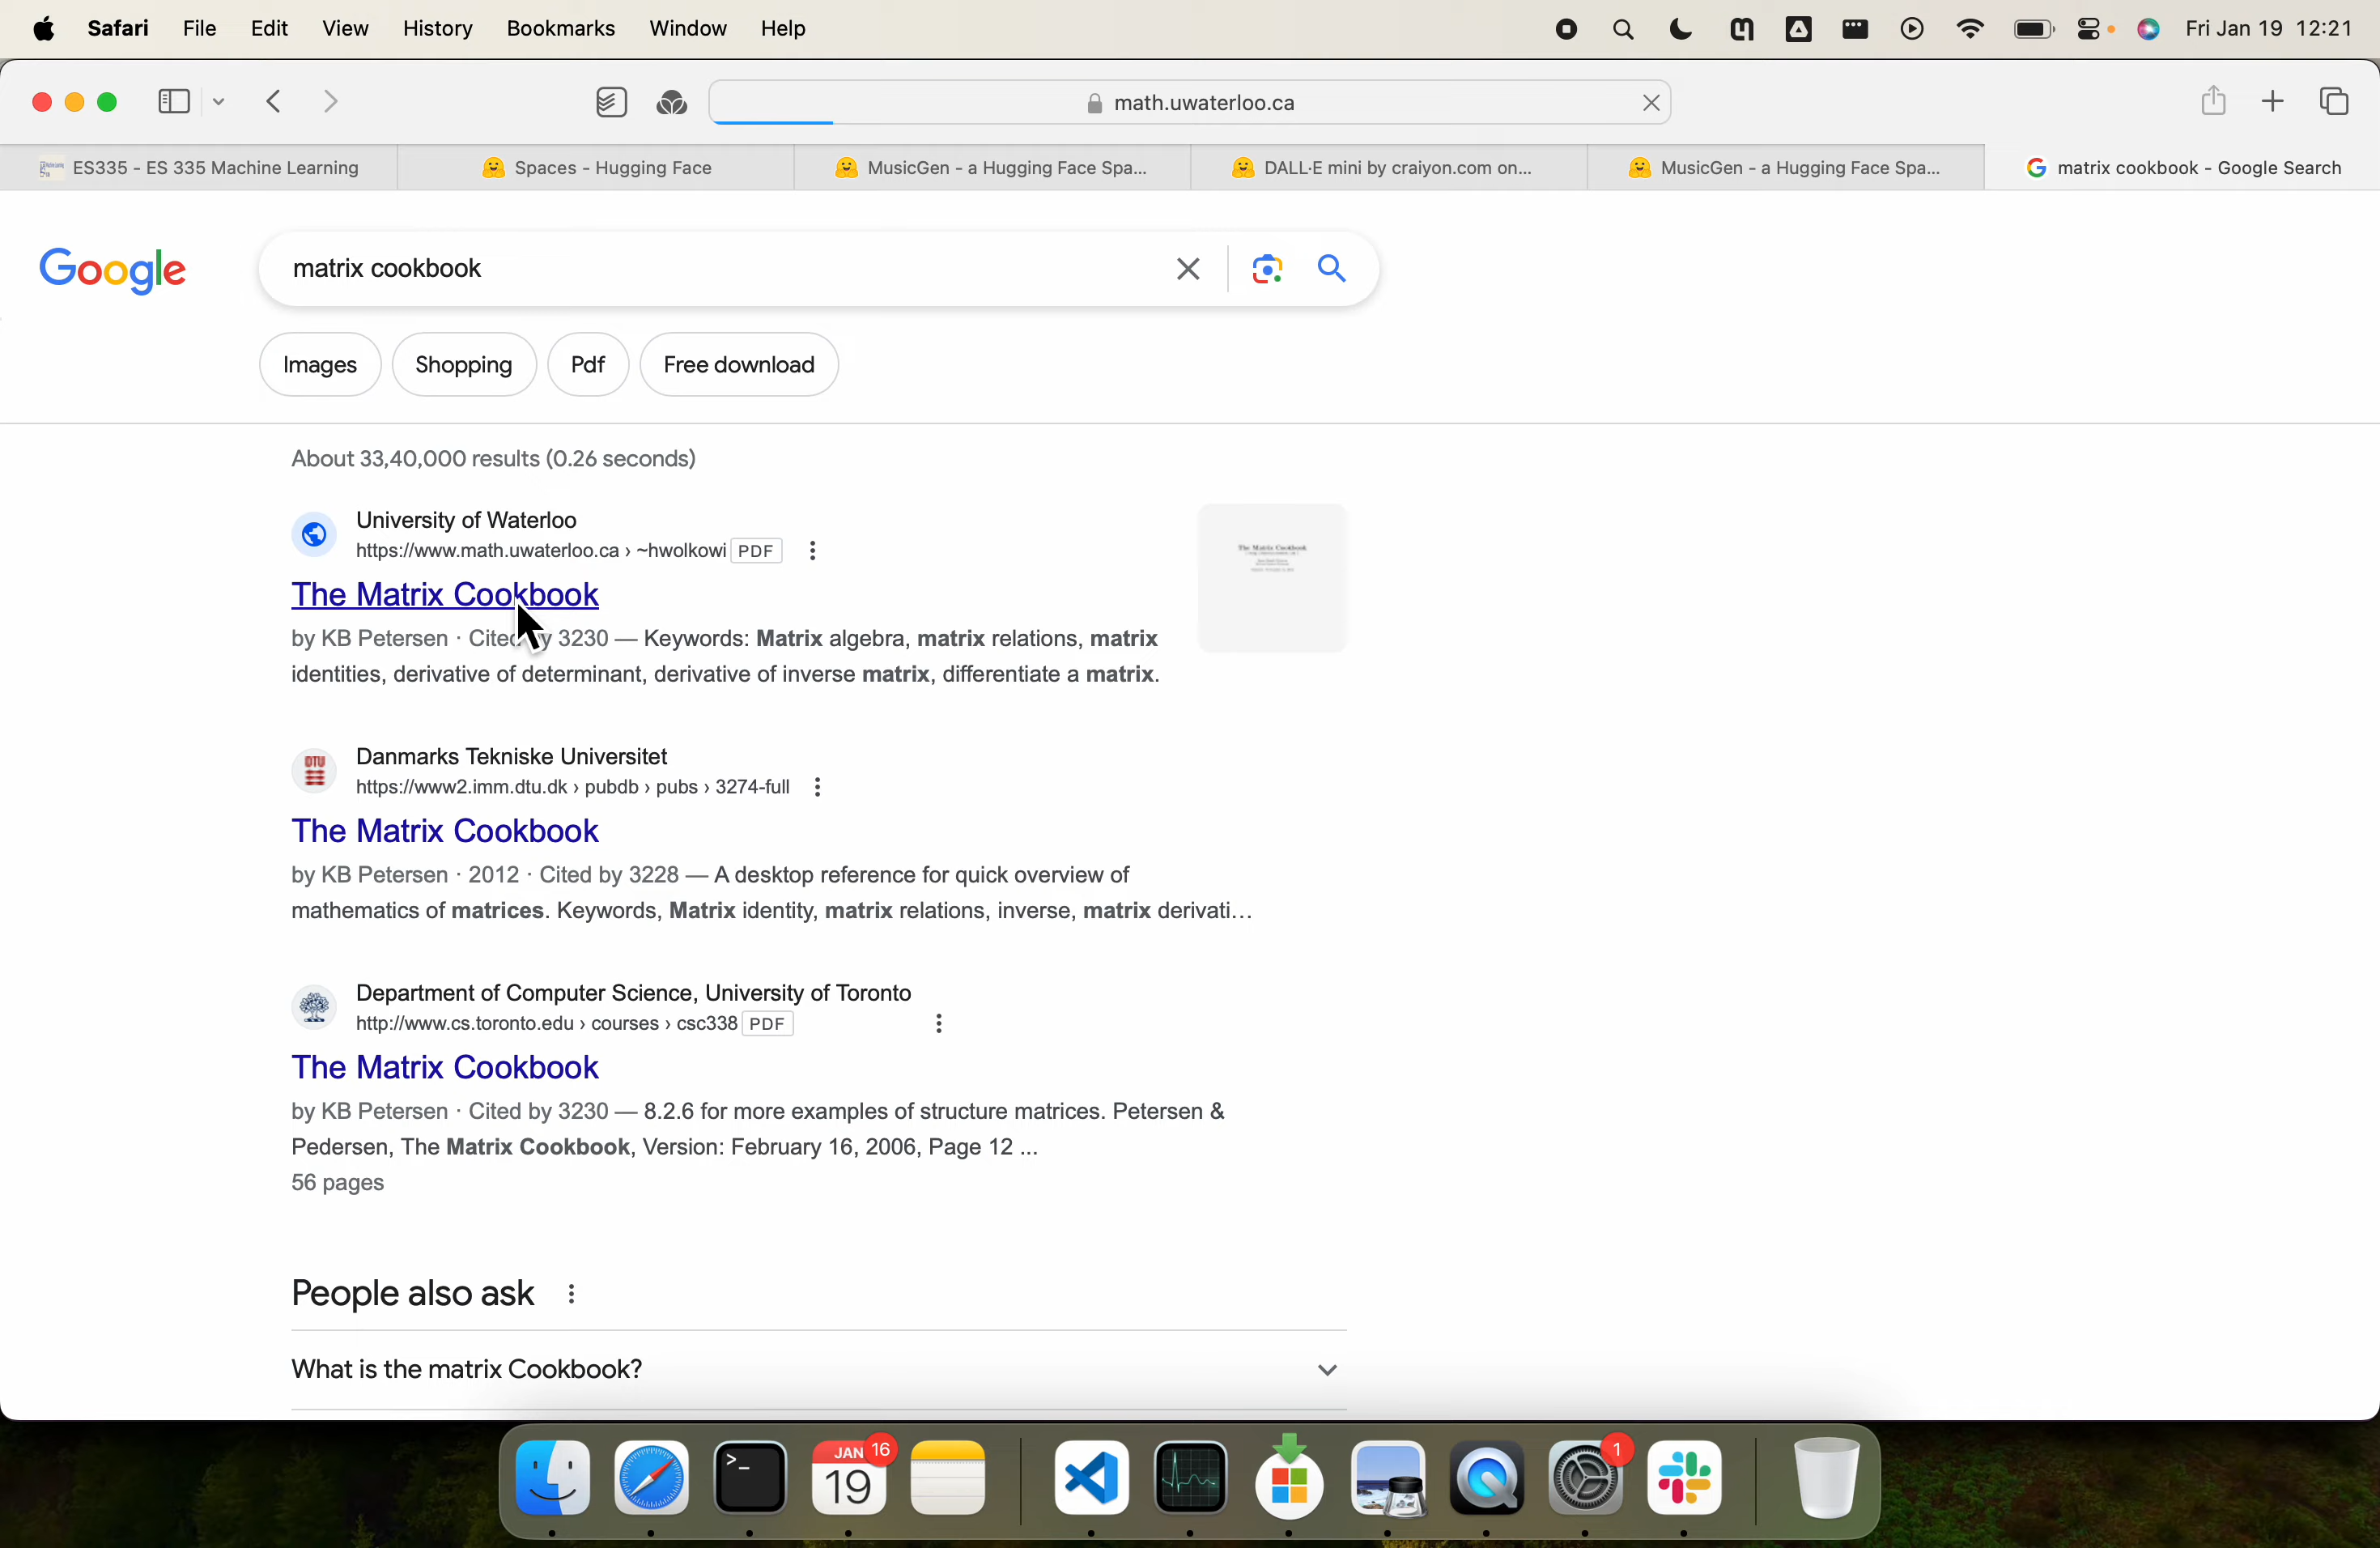 Safari File Edit View History Bookmarks Window Help Fri Jan 19 12:21
math.uwaterloo.ca
ES335 - ES 335 Machine Learning
Spaces - Hugging Face
MusicGen - a Hugging Face Spa...
DALL·E mini by craiyon.com on...
MusicGen - a Hugging Face Spa...
matrix cookbook - Google Search
Google
matrix cookbook
Images Shopping Pdf Free download
About 33,40,000 results (0.26 seconds)
University of Waterloo
https://www.math.uwaterloo.ca › ~hwolkowi PDF
The Matrix Cookbook
The Matrix Cookbook
by KB Petersen · Cited by 3230 — Keywords: Matrix algebra, matrix relations, matrix
identities, derivative of determinant, derivative of inverse matrix, differentiate a matrix.
DTU
Danmarks Tekniske Universitet
https://www2.imm.dtu.dk › pubdb › pubs › 3274-full
The Matrix Cookbook
by KB Petersen · 2012 · Cited by 3228 — A desktop reference for quick overview of
mathematics of matrices. Keywords, Matrix identity, matrix relations, inverse, matrix derivati...
Department of Computer Science, University of Toronto
http://www.cs.toronto.edu › courses › csc338 PDF
The Matrix Cookbook
by KB Petersen · Cited by 3230 — 8.2.6 for more examples of structure matrices. Petersen &
Pedersen, The Matrix Cookbook, Version: February 16, 2006, Page 12 ...
56 pages
People also ask
What is the matrix Cookbook?
JAN 16
19
1